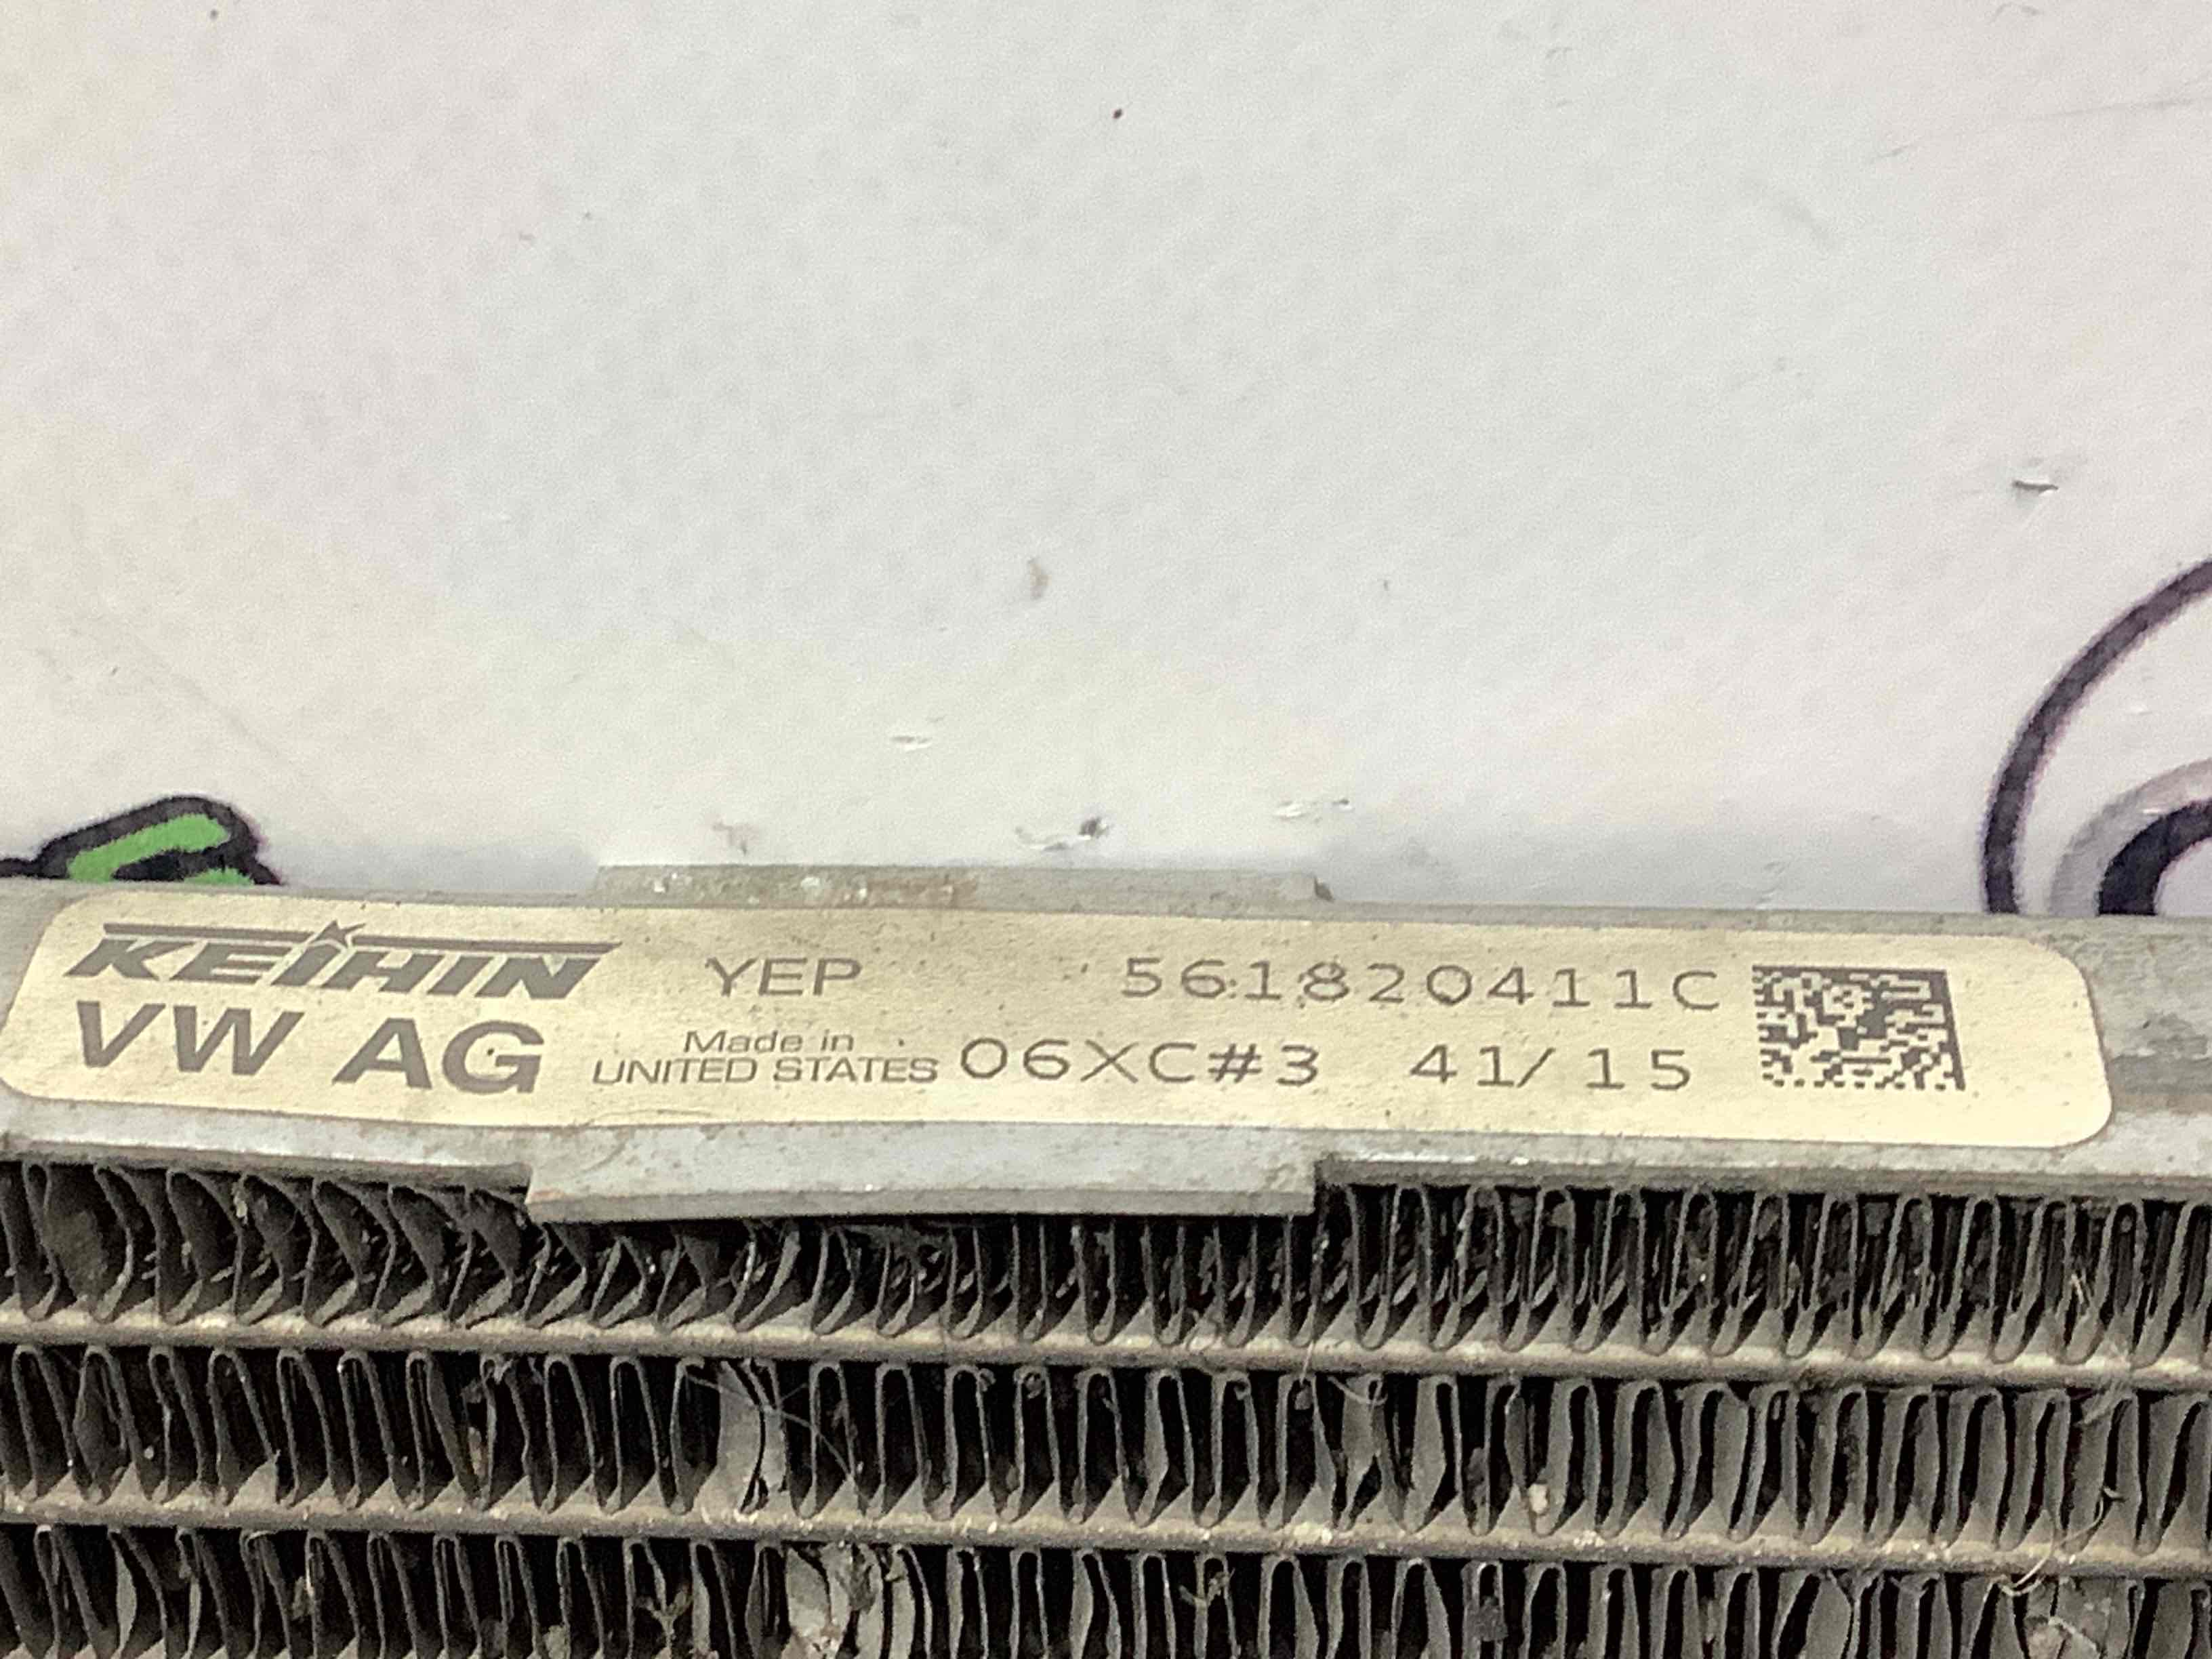 KEIHIN YEP 561820411C
VW AG Made in UNITED STATES 06XC#3 41/15